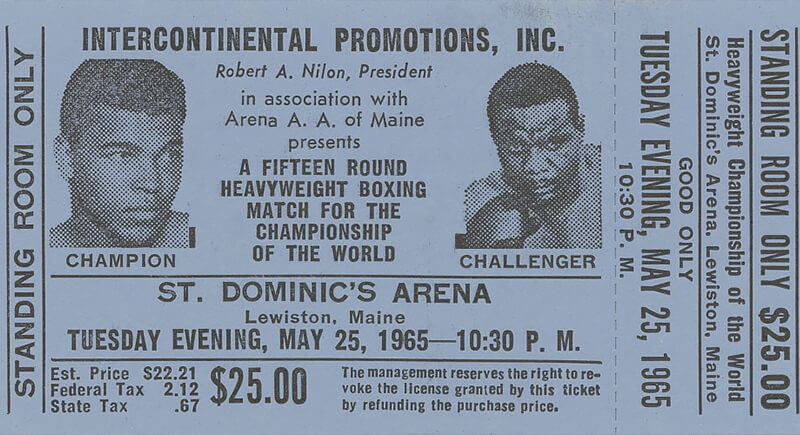 STANDING ROOM ONLY
INTERCONTINENTAL PROMOTIONS, INC.
Robert A. Nilon, President
in association with
Arena A. A. of Maine
presents
A FIFTEEN ROUND
HEAVYWEIGHT BOXING
MATCH FOR THE
CHAMPIONSHIP
OF THE WORLD
CHAMPION
CHALLENGER
ST. DOMINIC'S ARENA
Lewiston, Maine
TUESDAY EVENING, MAY 25, 1965—10:30 P. M.
Est. Price $22.21
Federal Tax 2.12
State Tax .67
$25.00
The management reserves the right to re-
voke the license granted by this ticket
by refunding the purchase price.
STANDING ROOM ONLY $25.00
Heavyweight Championship of the World
St. Dominic's Arena, Lewiston, Maine
GOOD ONLY
TUESDAY EVENING, MAY 25, 1965
10:30 P. M.